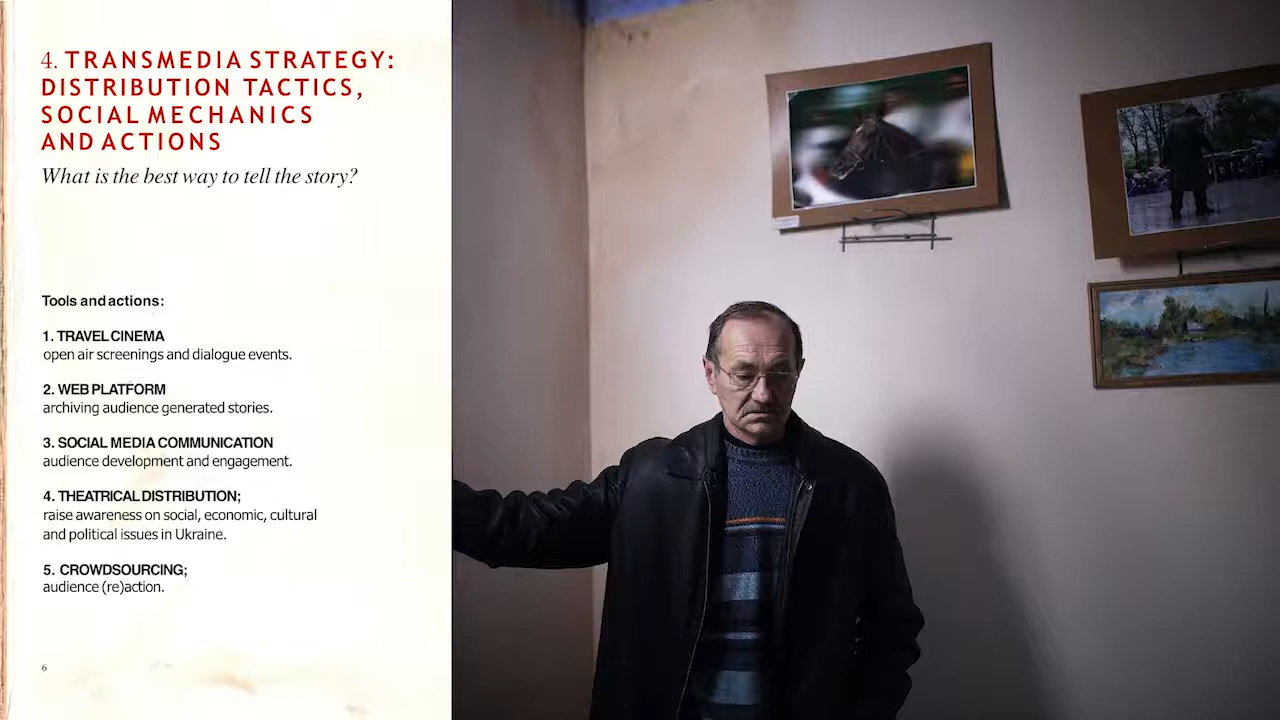 4. TRANSMEDIA STRATEGY:
DISTRIBUTION TACTICS,
SOCIAL MECHANICS
AND ACTIONS
What is the best way to tell the story?
Tools and actions:
1. TRAVEL CINEMA
open air screenings and dialogue events.
2. WEB PLATFORM
archiving audience generated stories.
3. SOCIAL MEDIA COMMUNICATION
audience development and engagement.
4. THEATRICAL DISTRIBUTION;
raise awareness on social, economic, cultural
and political issues in Ukraine.
5. CROWDSOURCING;
audience (re)action.
6